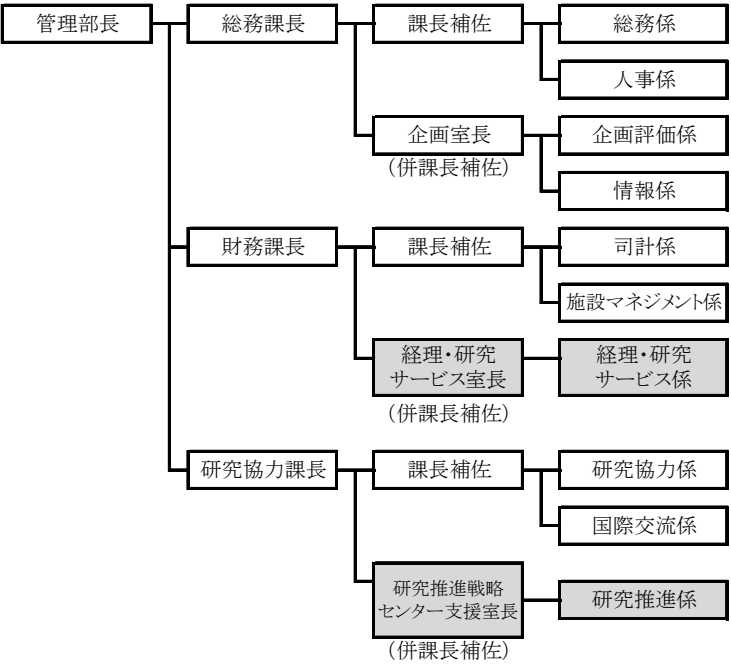 管理部長
総務課長
課長補佐
総務係
人事係
企画室長
（併課長補佐）
企画評価係
情報係
財務課長
課長補佐
司計係
施設マネジメント係
経理・研究
サービス室長
（併課長補佐）
経理・研究
サービス係
研究協力課長
課長補佐
研究協力係
国際交流係
研究推進戦略
センター支援室長
（併課長補佐）
研究推進係